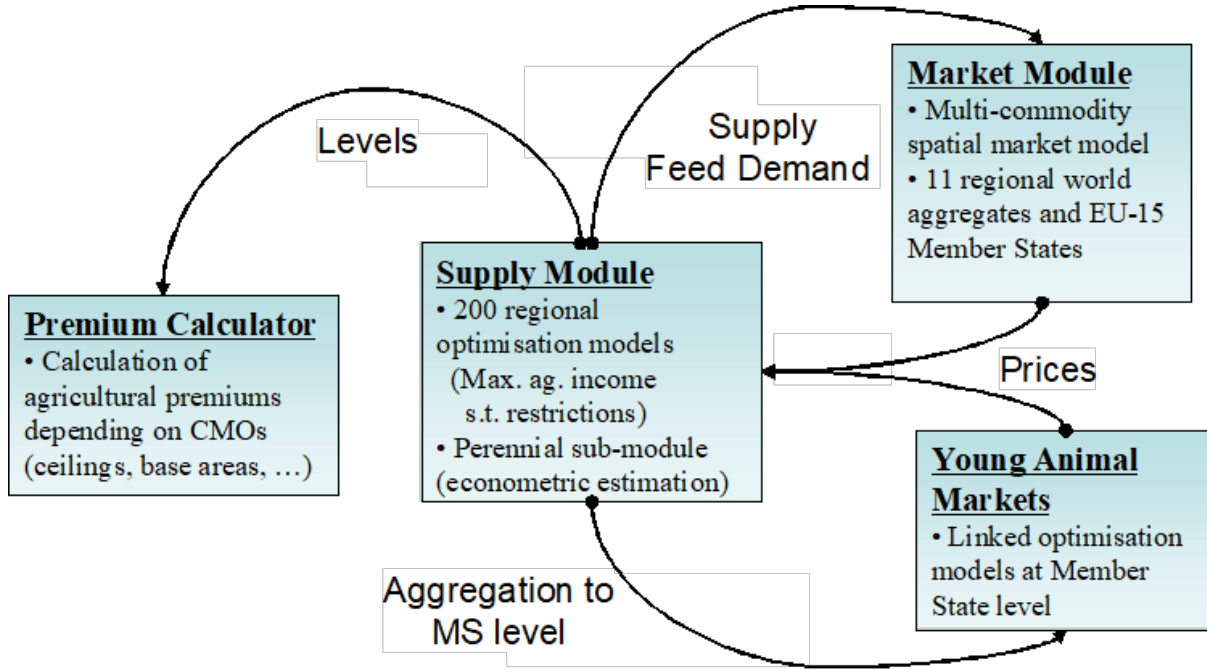 Levels
Supply
Feed Demand
Market Module
• Multi-commodity
spatial market model
• 11 regional world
aggregates and EU-15
Member States
Premium Calculator
• Calculation of
agricultural premiums
depending on CMOs
(ceilings, base areas, …)
Supply Module
• 200 regional
optimisation models
(Max. ag. income
s.t. restrictions)
• Perennial sub-module
(econometric estimation)
Prices
Young Animal
Markets
• Linked optimisation
models at Member
State level
Aggregation to
MS level